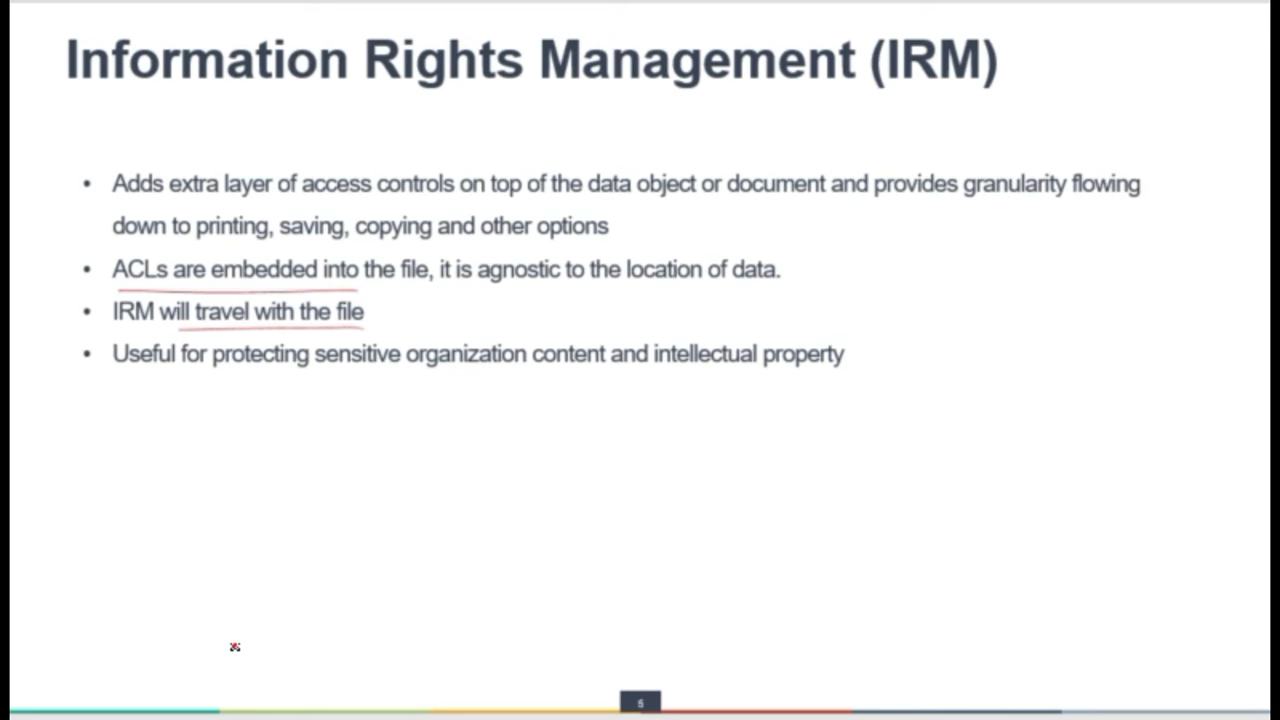 Information Rights Management (IRM)
• Adds extra layer of access controls on top of the data object or document and provides granularity flowing
down to printing, saving, copying and other options
• ACLs are embedded into the file, it is agnostic to the location of data.
• IRM will travel with the file
• Useful for protecting sensitive organization content and intellectual property
5